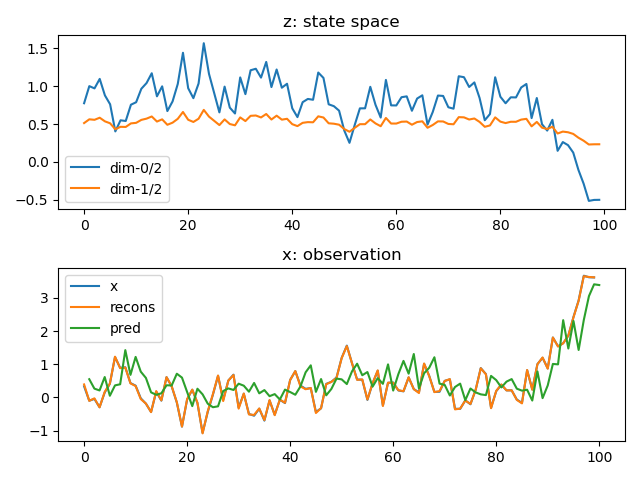 z: state space
1.5
1.0
0.5
0.0
−0.5
dim-0/2
dim-1/2
0 20 40 60 80 100
x: observation
3
2
1
0
−1
x
recons
pred
0 20 40 60 80 100